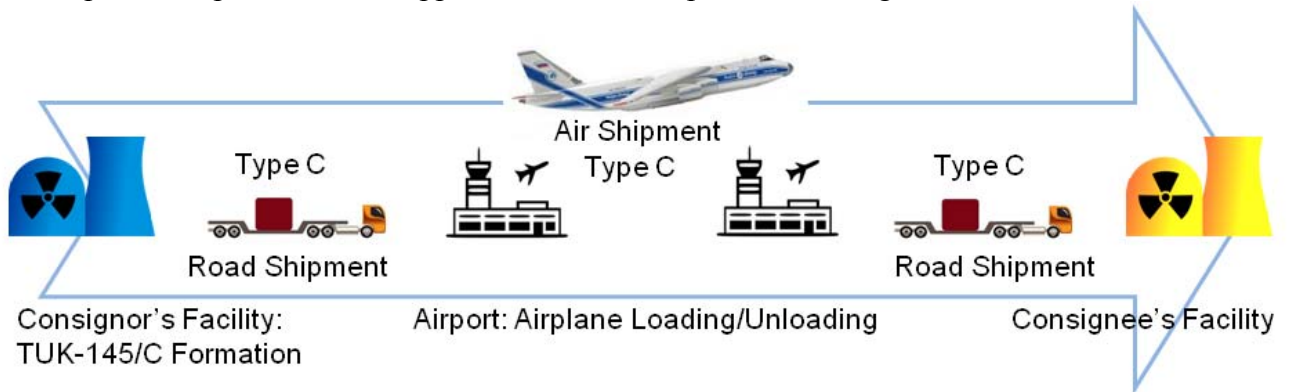 Air Shipment
Type C
Type C
Type C
Road Shipment
Road Shipment
Consignor's Facility:
TUK-145/C Formation
Airport: Airplane Loading/Unloading
Consignee's Facility